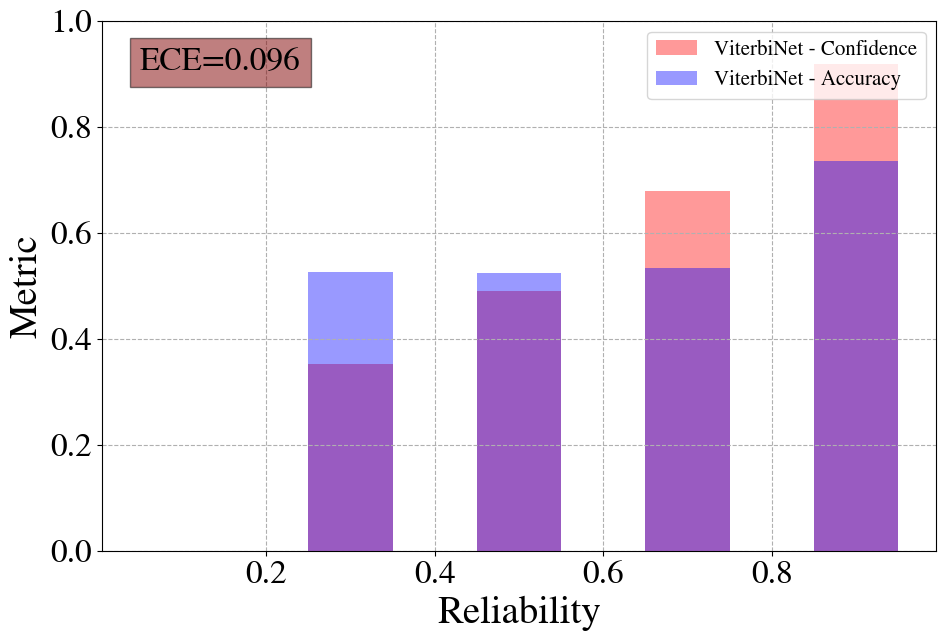 ECE=0.096
ViterbiNet - Confidence
ViterbiNet - Accuracy
Metric
1.0
0.8
0.6
0.4
0.2
0.0
0.2 0.4 0.6 0.8
Reliability